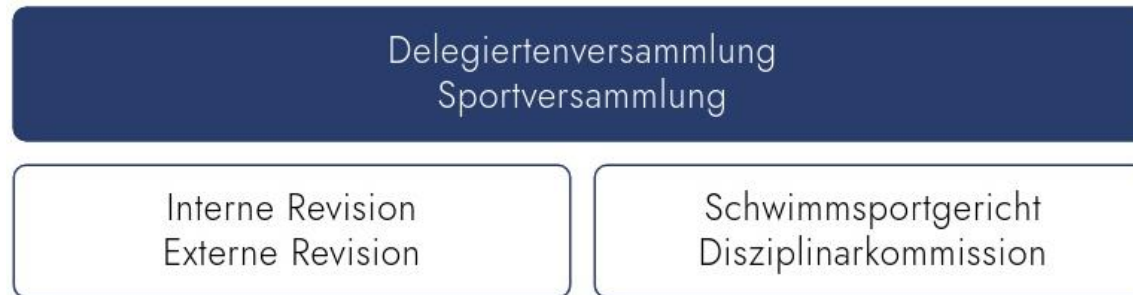 Delegiertenversammlung
Sportversammlung
Interne Revision
Externe Revision
Schwimmsportgericht
Disziplinarkommission